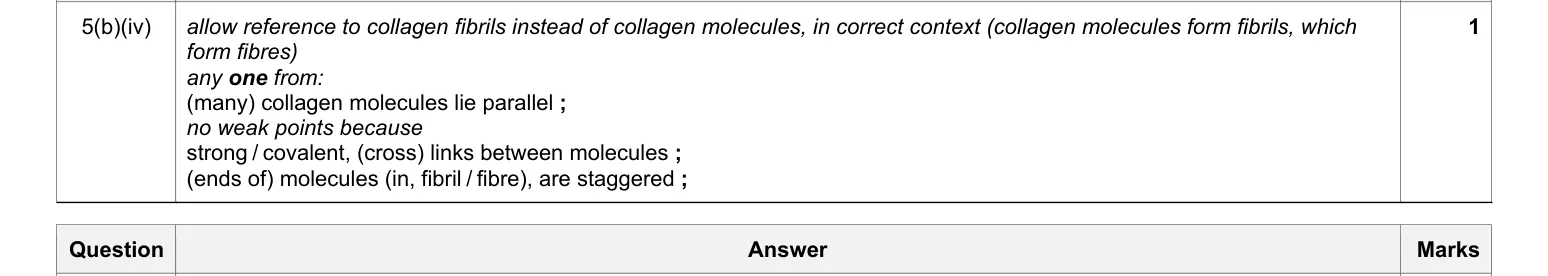 5(b)(iv) allow reference to collagen fibrils instead of collagen molecules, in correct context (collagen molecules form fibrils, which 1
form fibres)
any one from:
(many) collagen molecules lie parallel ;
no weak points because
strong / covalent, (cross) links between molecules ;
(ends of) molecules (in, fibril / fibre), are staggered ;
Question Answer Marks